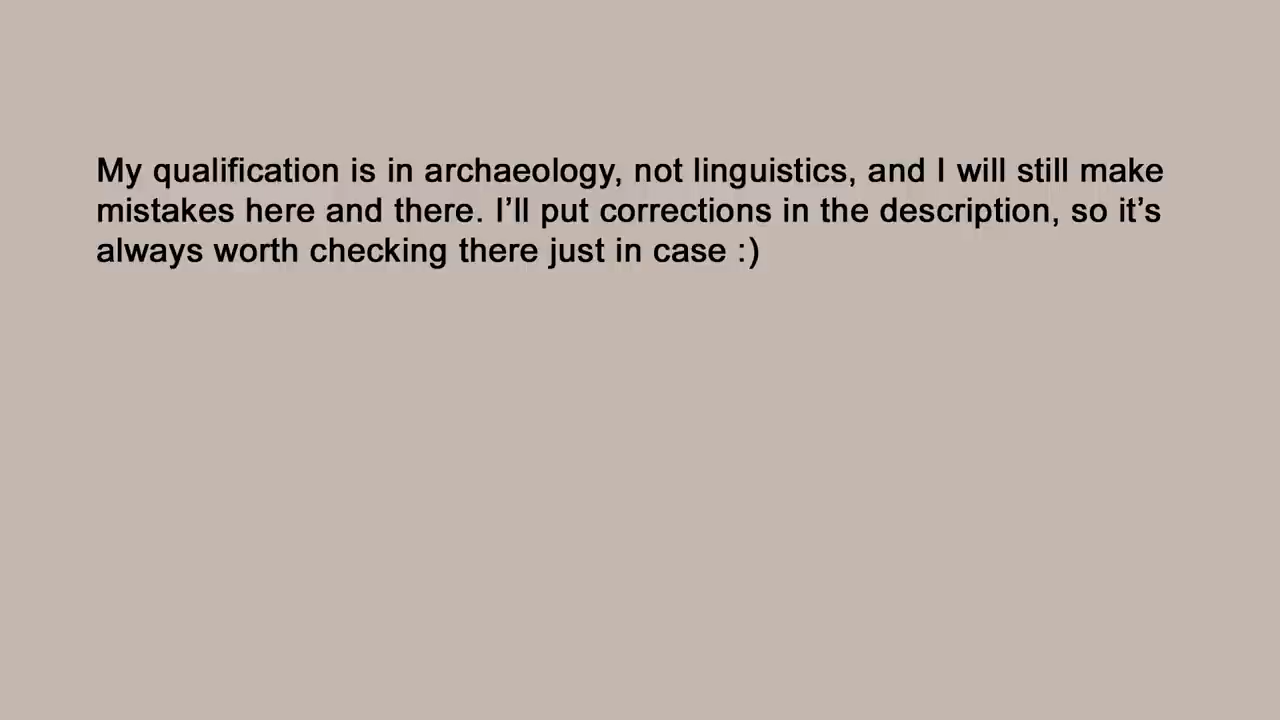 My qualification is in archaeology, not linguistics, and I will still make
mistakes here and there. I’ll put corrections in the description, so it’s
always worth checking there just in case :)